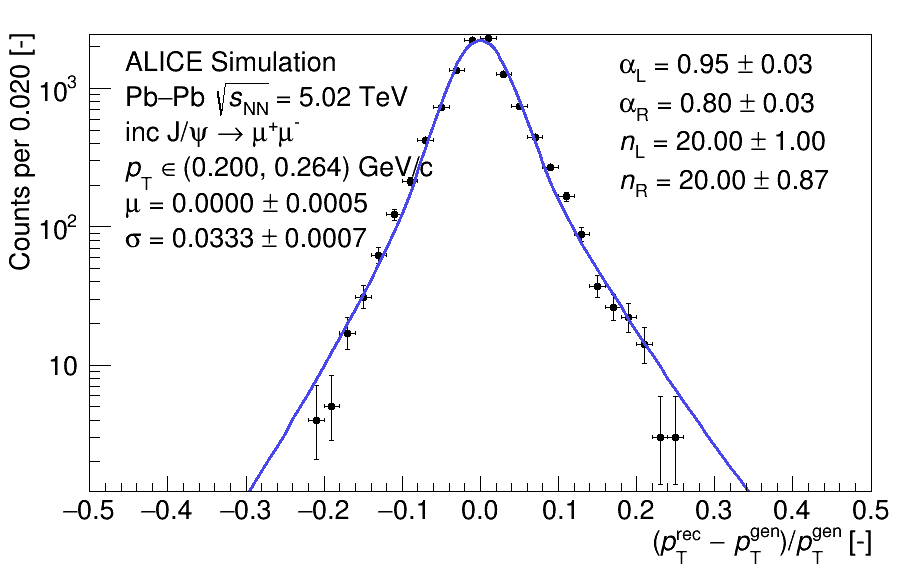 ALICE Simulation
Pb–Pb √sNN = 5.02 TeV
inc J/ψ → μ+μ-
pT ∈ (0.200, 0.264) GeV/c
μ = 0.0000 ± 0.0005
σ = 0.0333 ± 0.0007
αL = 0.95 ± 0.03
αR = 0.80 ± 0.03
nL = 20.00 ± 1.00
nR = 20.00 ± 0.87
Counts per 0.020 [-]
10³
10²
10
−0.5 −0.4 −0.3 −0.2 −0.1 0.0 0.1 0.2 0.3 0.4 0.5
(pTrec − pTgen)/pTgen [-]